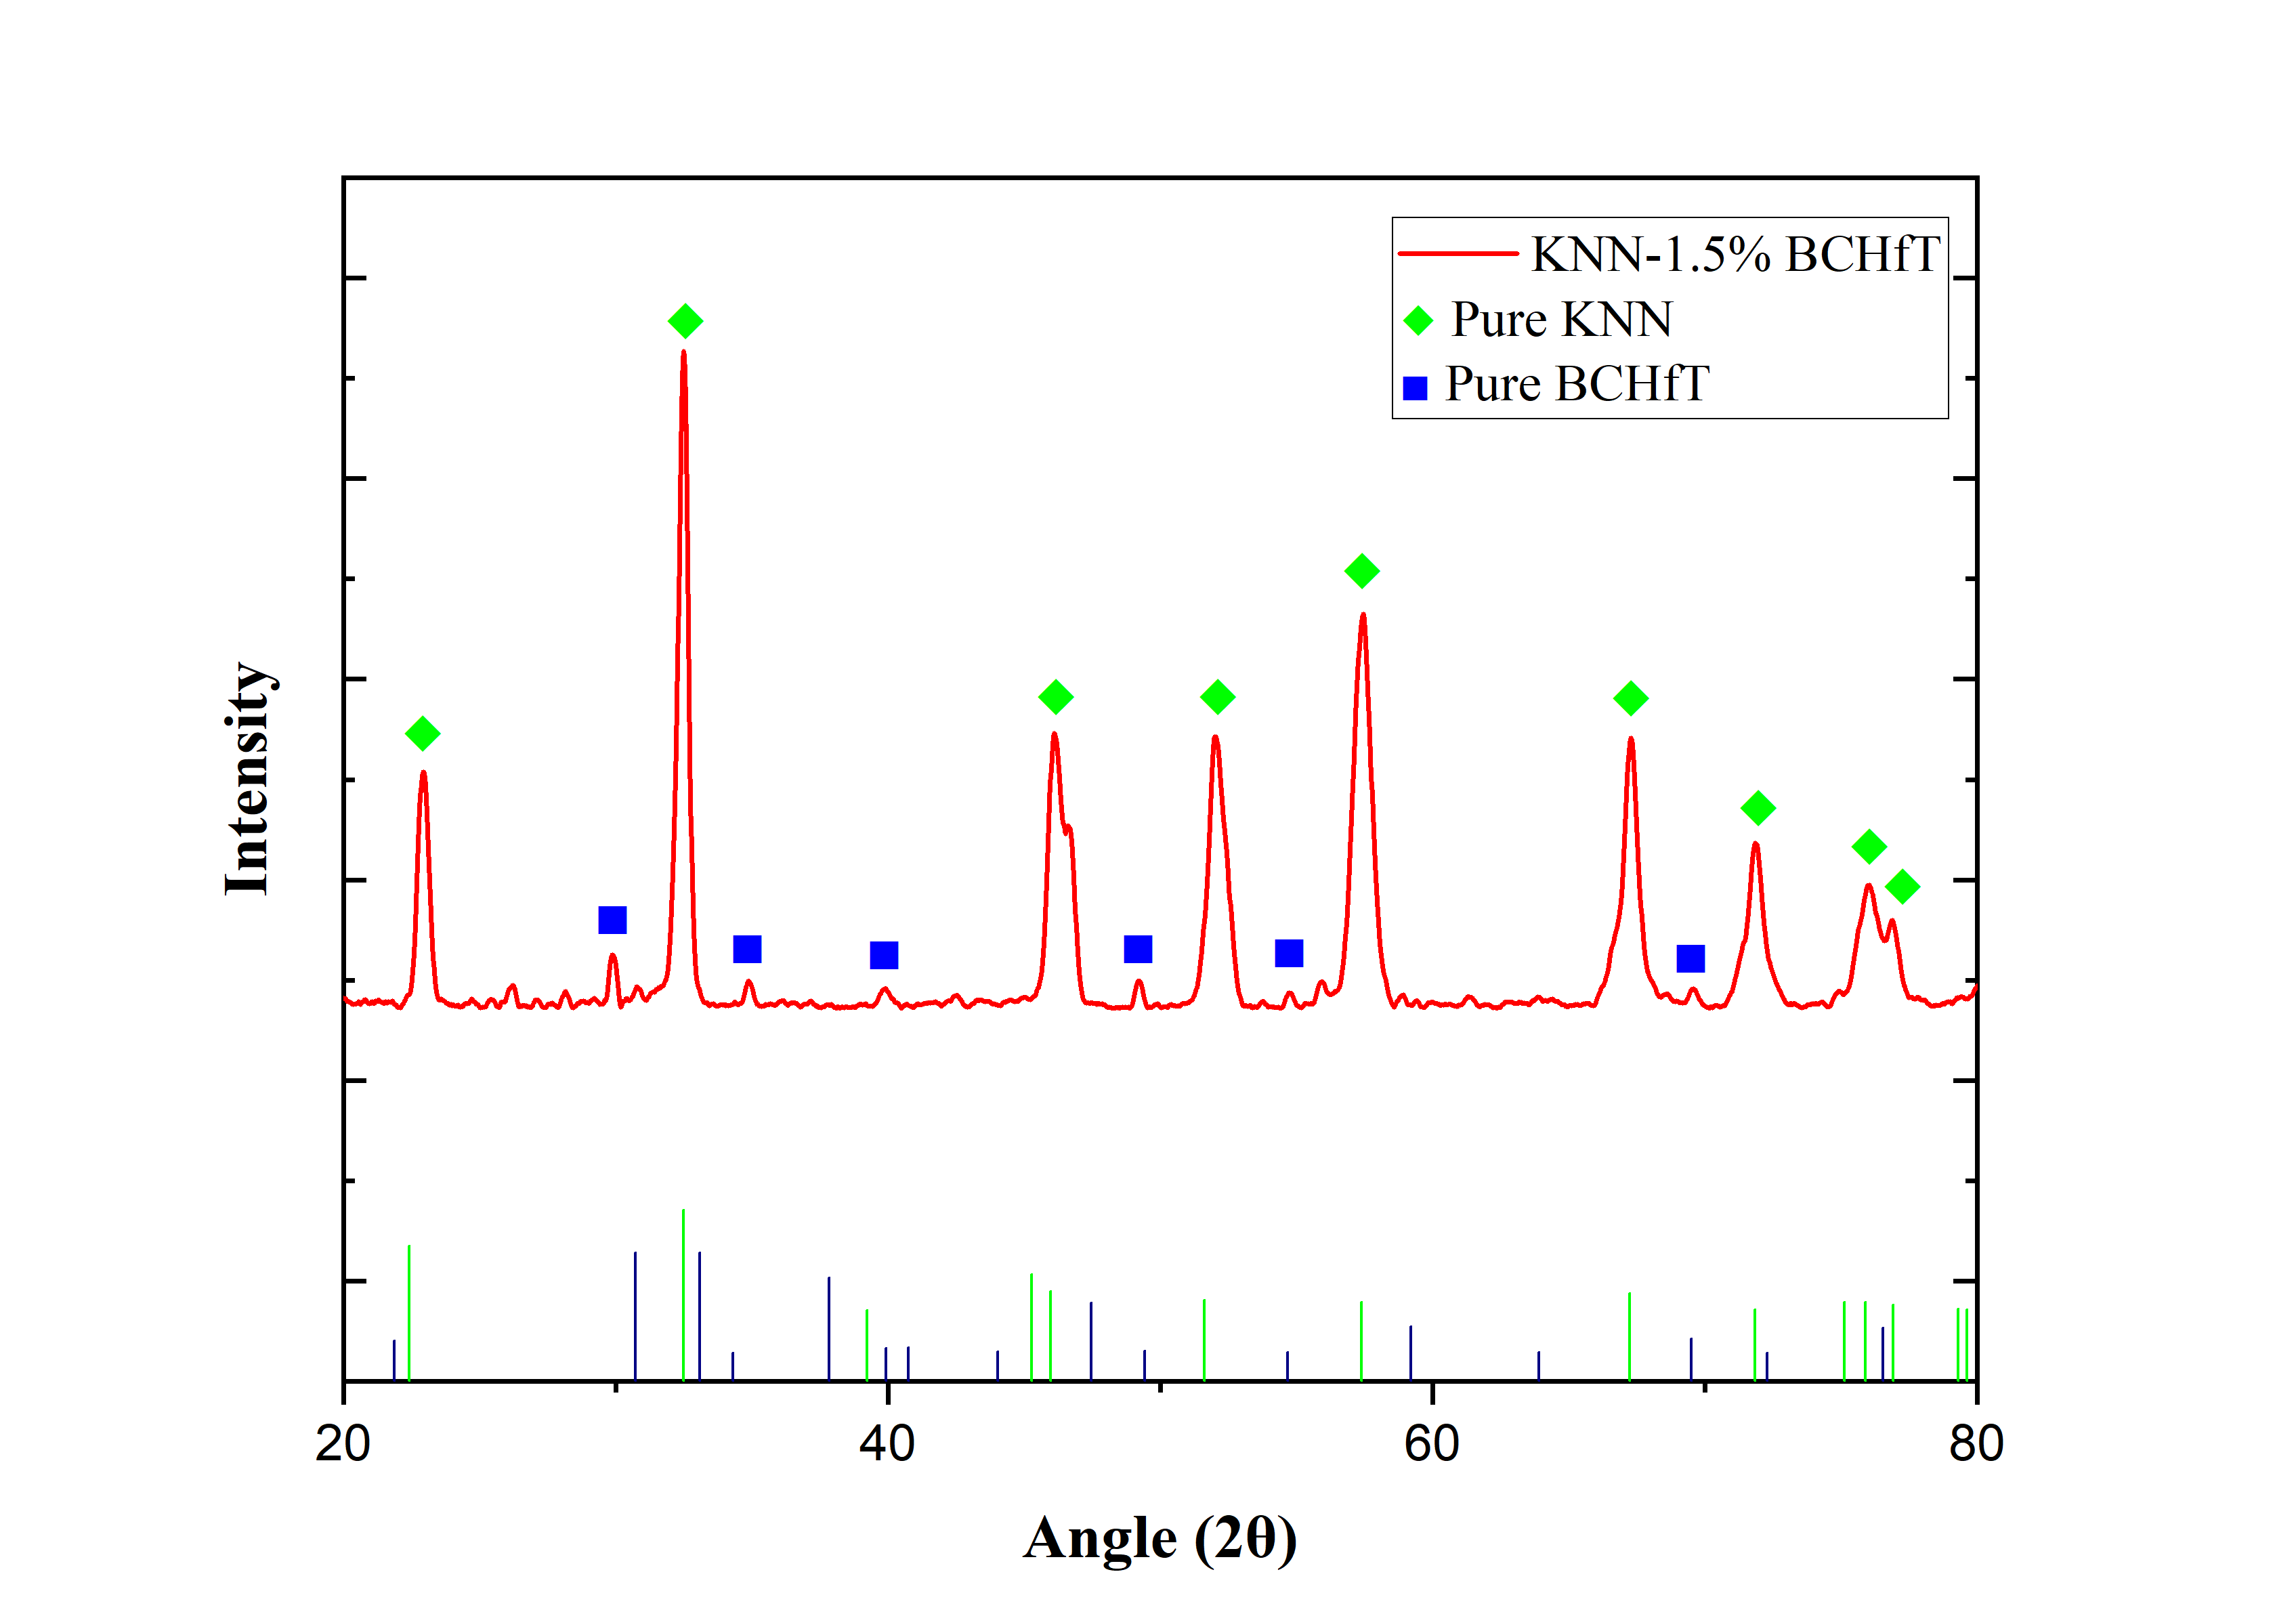 KNN-1.5% BCHfT
Pure KNN
Pure BCHfT
Intensity
20 40 60 80
Angle (2θ)